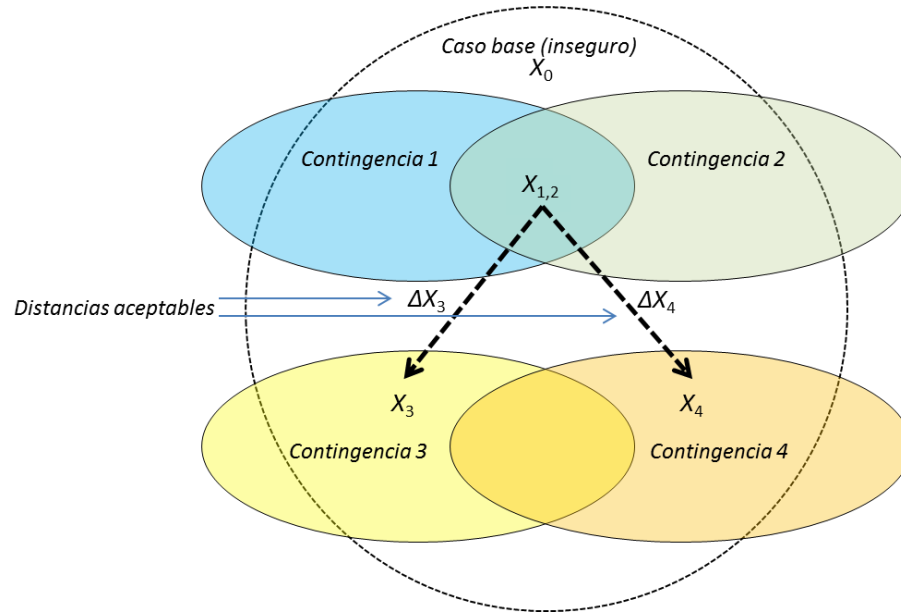 Caso base (inseguro)
X0
Contingencia 1
Contingencia 2
X1,2
Distancias aceptables
ΔX3
ΔX4
X3
X4
Contingencia 3
Contingencia 4